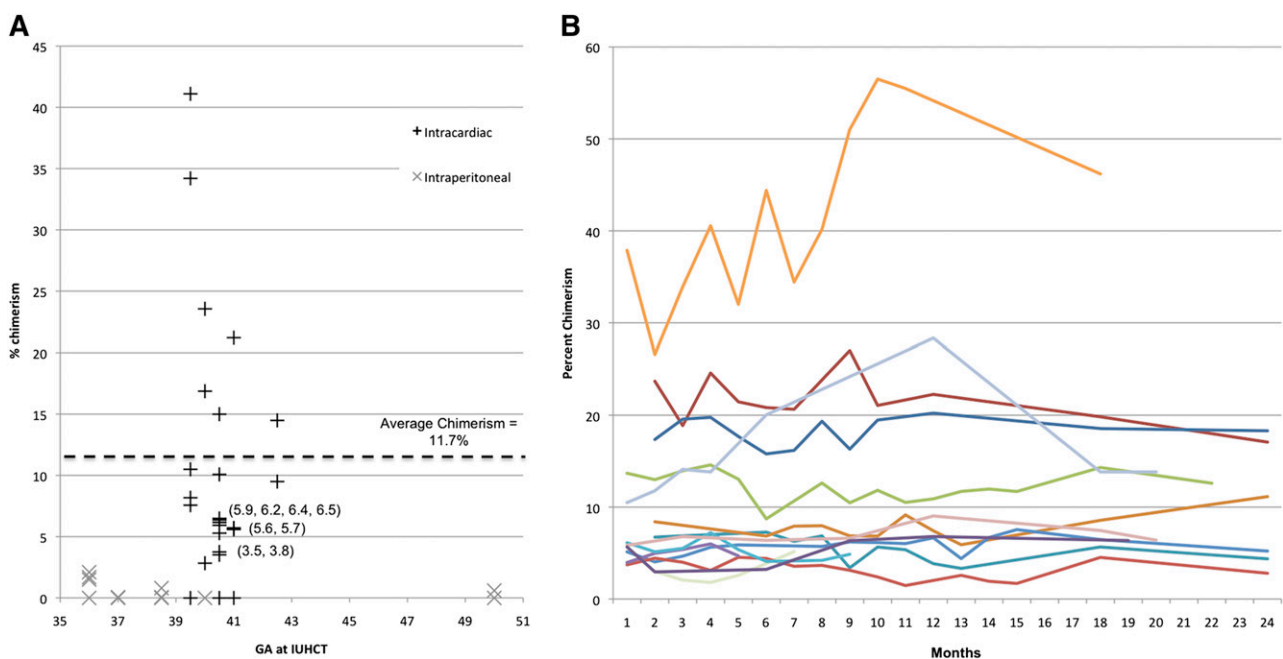 A
45
40
35
30
25
20
15
10
5
0
% chimerism
+ Intracardiac
× Intraperitoneal
Average Chimerism =
11.7%
(5.9, 6.2, 6.4, 6.5)
(5.6, 5.7)
(3.5, 3.8)
35 37 39 41 43 45 47 49 51
GA at IUHCT
B
60
50
40
30
20
10
0
Percent Chimerism
1 2 3 4 5 6 7 8 9 10 11 12 13 14 15 16 17 18 19 20 21 22 23 24
Months